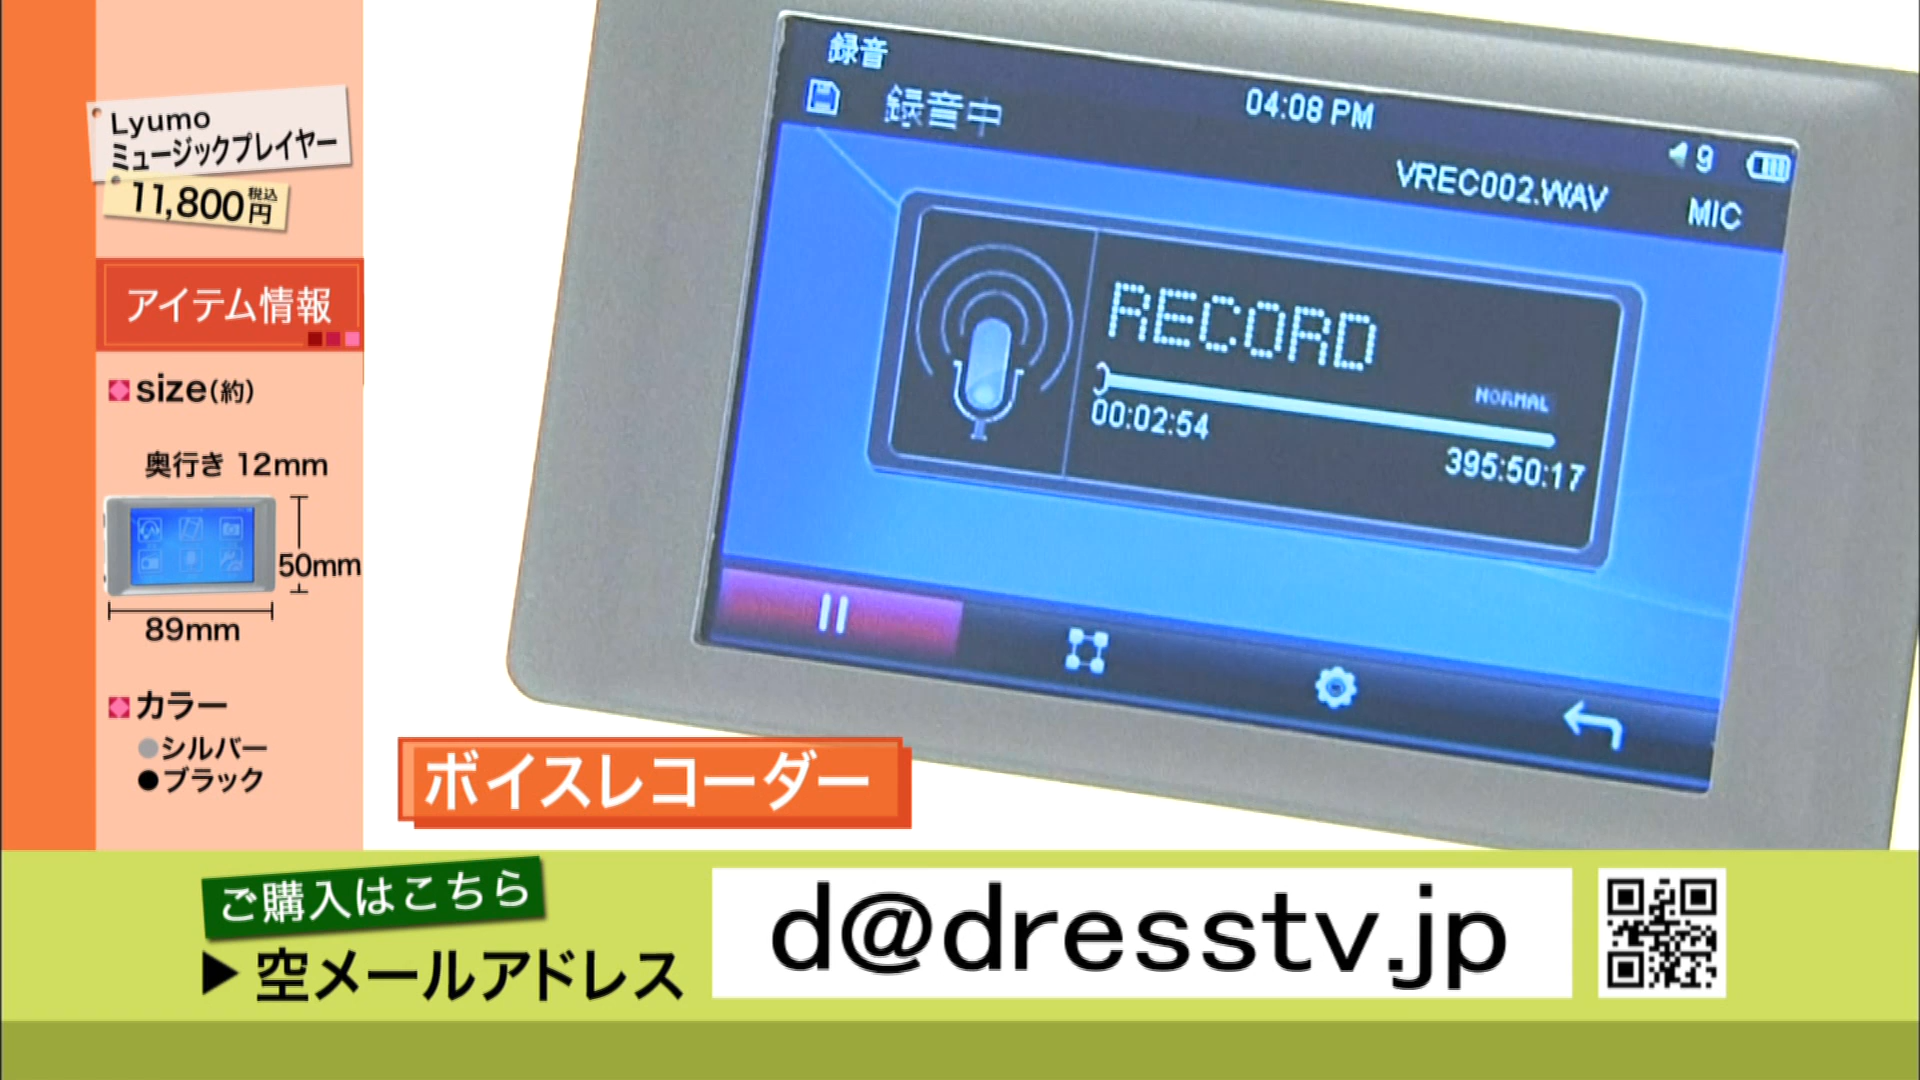 Lyumo
ミュージックプレイヤー
11,800円 税込
アイテム情報
size(約)
奥行き 12mm
50mm
89mm
カラー
シルバー
ブラック
録音
録音中
04:08 PM
9
VREC002.WAV
MIC
RECORD
NORMAL
00:02:54
395:50:17
ボイスレコーダー
ご購入はこちら
▶空メールアドレス
d@dresstv.jp